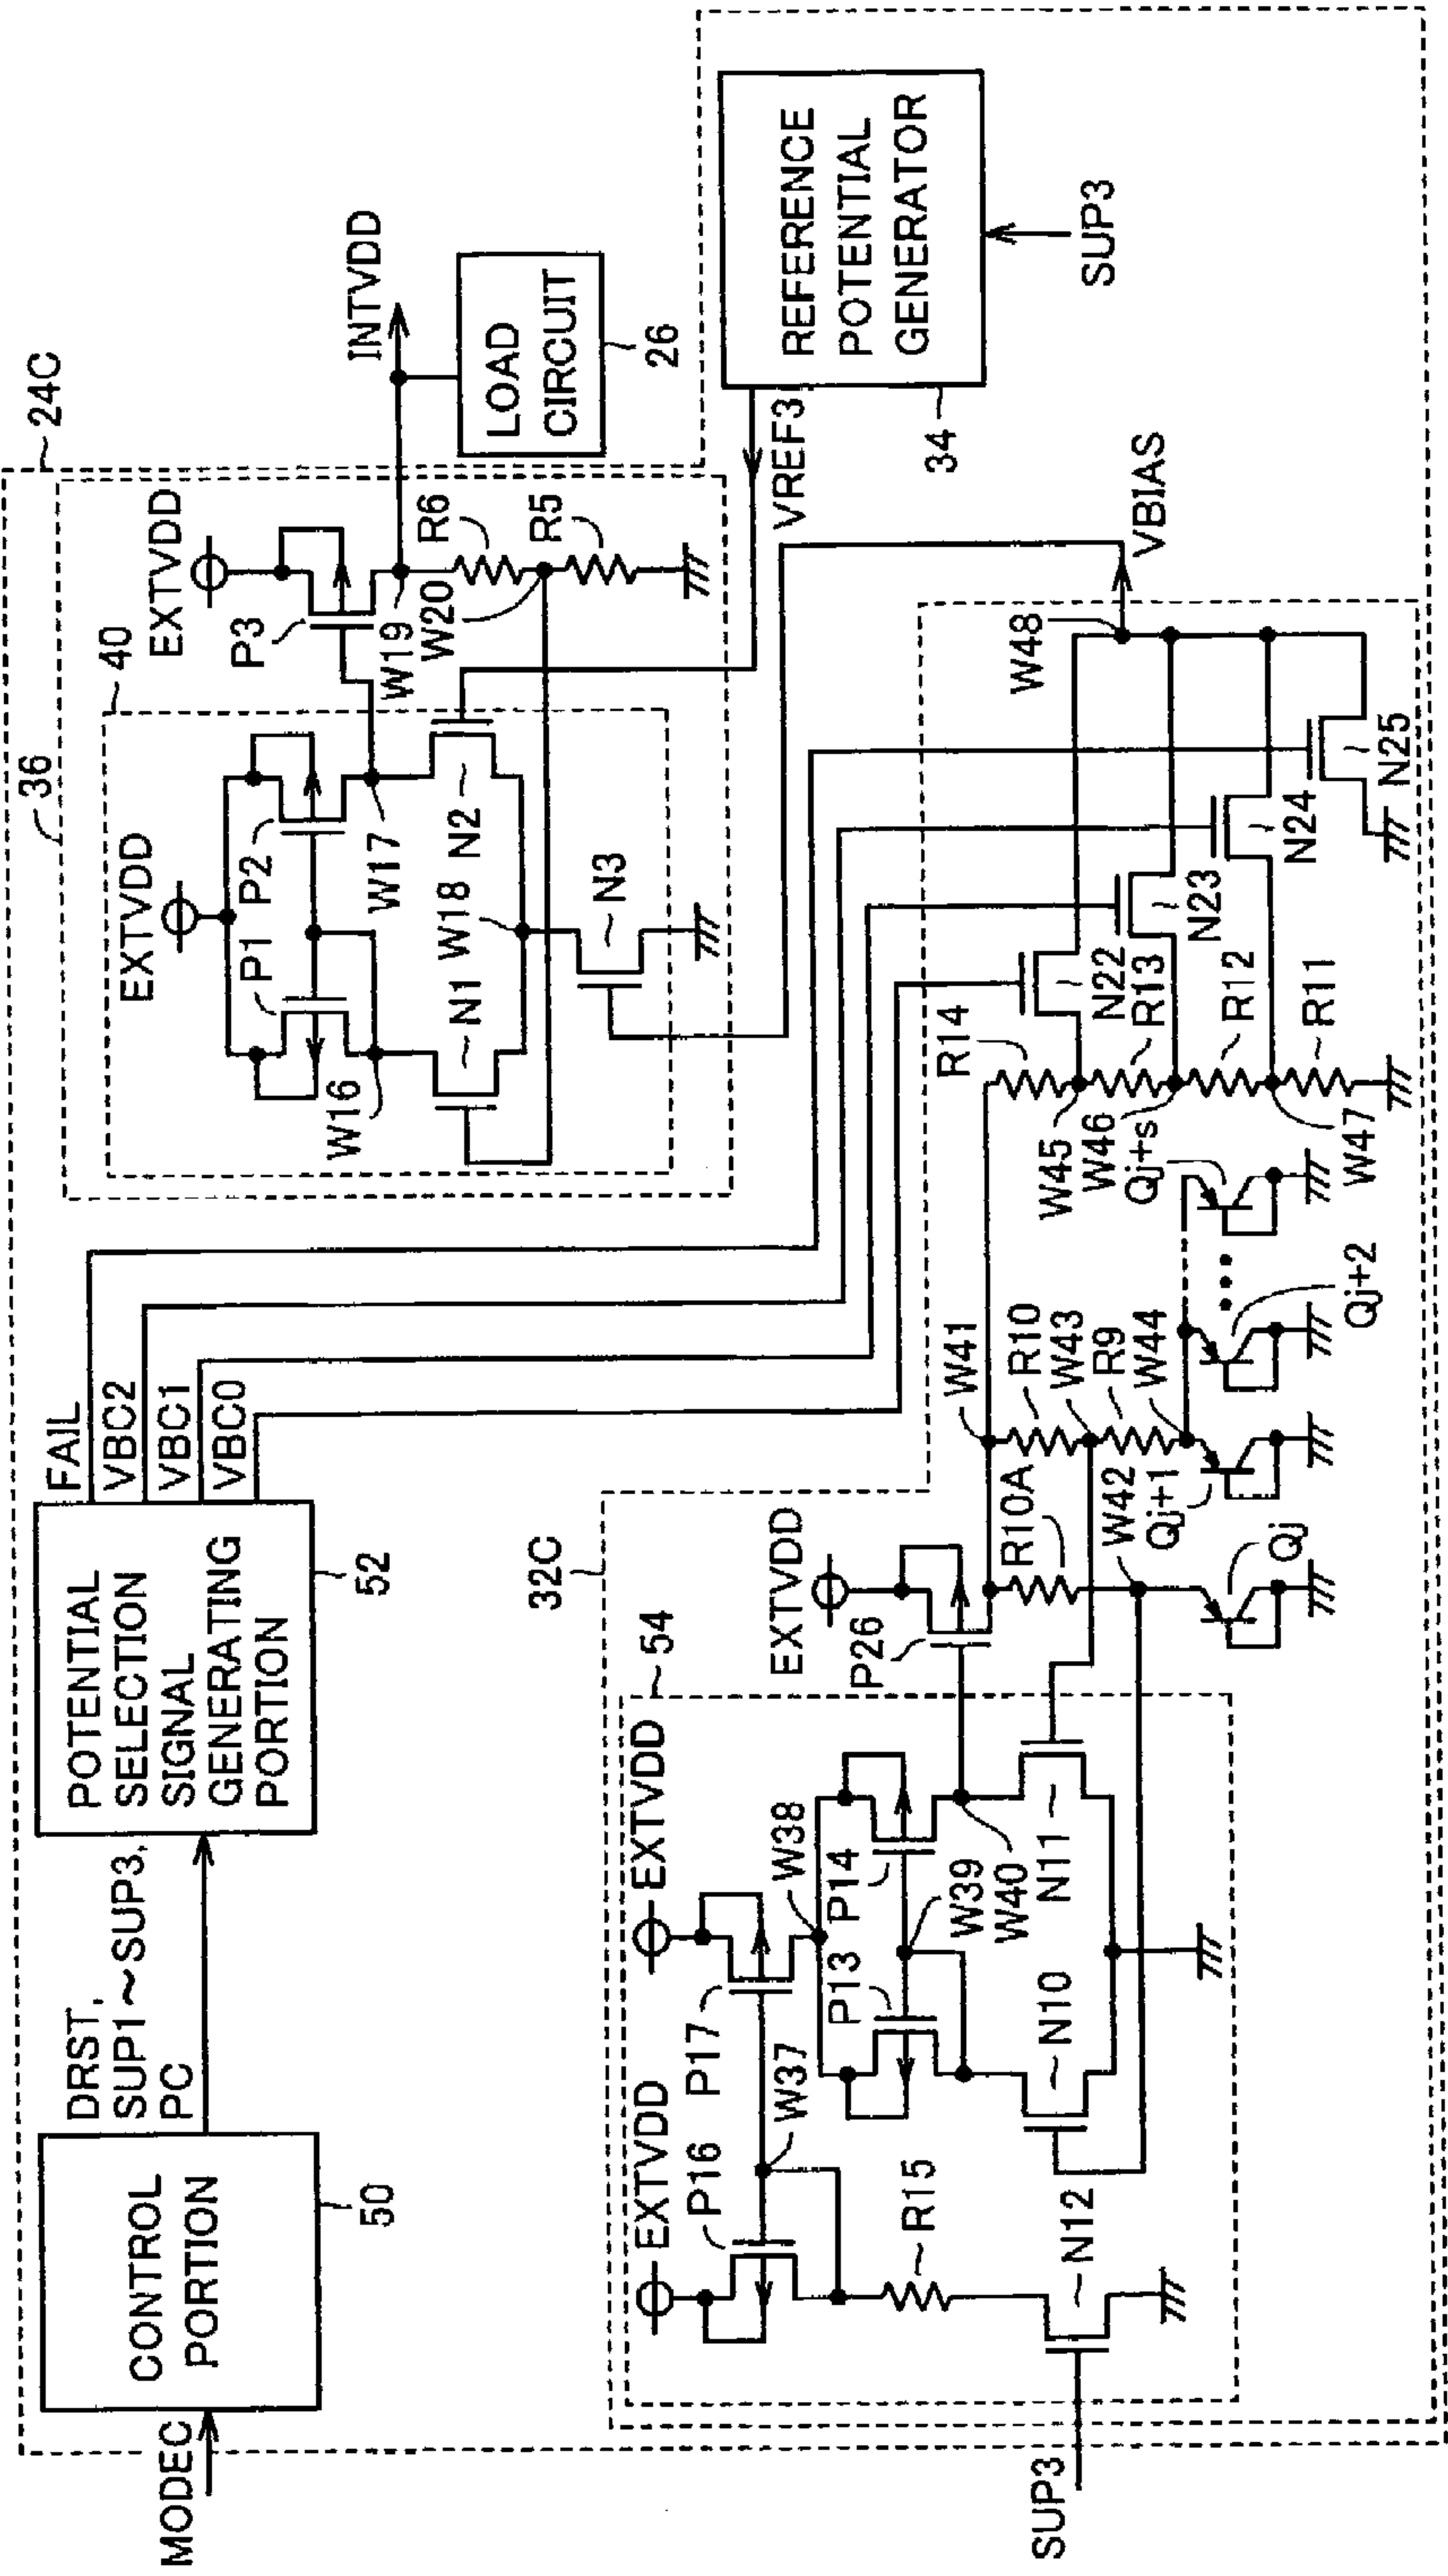 24C
36
40
EXTVDD
EXTVDD
P1
P2
P3
INTVDD
LOAD
CIRCUIT
26
W16
W17
W18
W19
W20
N1
N2
N3
R6
R5
REFERENCE
POTENTIAL
GENERATOR
34
VREF3
SUP3
MODEC
CONTROL
PORTION
50
DRST,
SUP1~SUP3,
PC
POTENTIAL
SELECTION
SIGNAL
GENERATING
PORTION
52
FAIL
VBC2
VBC1
VBC0
32C
54
EXTVDD
EXTVDD
EXTVDD
P16
P17
P26
W37
W38
P13
P14
W39
W40
R15
N10
N11
N12
SUP3
W41
R10A
R10
W42
W43
R9
W44
Qj
Qj+1
Qj+2
Qj+s
R14
W45
W46
W47
R13
R12
R11
N22
N23
N24
N25
W48
VBIAS